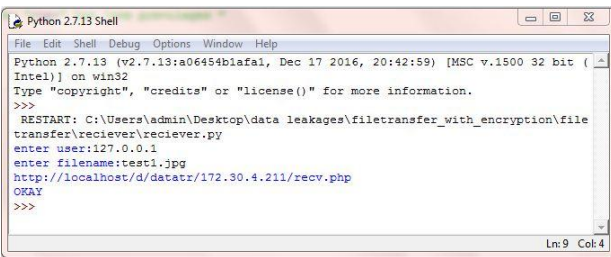 Python 2.7.13 Shell
File Edit Shell Debug Options Window Help
Python 2.7.13 (v2.7.13:a06454b1afa1, Dec 17 2016, 20:42:59) [MSC v.1500 32 bit (
Intel)] on win32
Type "copyright", "credits" or "license()" for more information.
>>>
RESTART: C:\Users\admin\Desktop\data leakages\filetransfer_with_encryption\file
transfer\reciever\reciever.py
enter user:127.0.0.1
enter filename:test1.jpg
http://localhost/d/datatr/172.30.4.211/recv.php
OKAY
>>>
Ln: 9 Col: 4